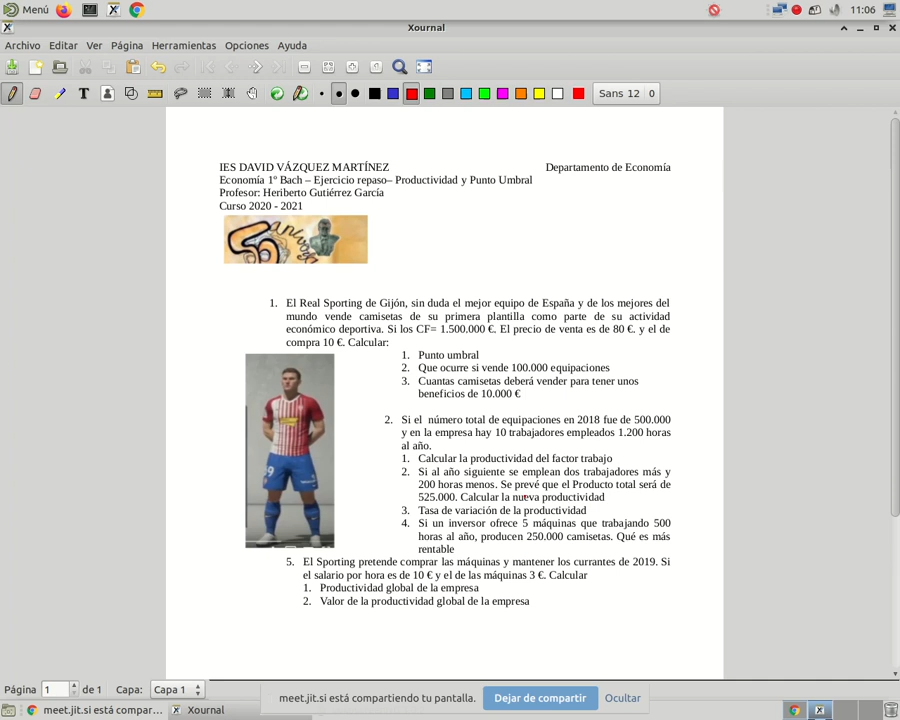 Menú
11:06
Xournal
Archivo Editar Ver Página Herramientas Opciones Ayuda
T
Sans 12 0
IES DAVID VÁZQUEZ MARTÍNEZ Departamento de Economía
Economía 1º Bach – Ejercicio repaso– Productividad y Punto Umbral
Profesor: Heriberto Gutiérrez García
Curso 2020 - 2021
50 aniv
1. El Real Sporting de Gijón, sin duda el mejor equipo de España y de los mejores del
mundo vende camisetas de su primera plantilla como parte de su actividad
económico deportiva. Si los CF= 1.500.000 €. El precio de venta es de 80 €. y el de
compra 10 €. Calcular:
1. Punto umbral
2. Que ocurre si vende 100.000 equipaciones
3. Cuantas camisetas deberá vender para tener unos
beneficios de 10.000 €
2. Si el número total de equipaciones en 2018 fue de 500.000
y en la empresa hay 10 trabajadores empleados 1.200 horas
al año.
1. Calcular la productividad del factor trabajo
2. Si al año siguiente se emplean dos trabajadores más y
200 horas menos. Se prevé que el Producto total será de
525.000. Calcular la nueva productividad
3. Tasa de variación de la productividad
4. Si un inversor ofrece 5 máquinas que trabajando 500
horas al año, producen 250.000 camisetas. Qué es más
rentable
5. El Sporting pretende comprar las máquinas y mantener los currantes de 2019. Si
el salario por hora es de 10 € y el de las máquinas 3 €. Calcular
1. Productividad global de la empresa
2. Valor de la productividad global de la empresa
Página 1 de 1 Capa: Capa 1
meet.jit.si está compartiendo tu pantalla. Dejar de compartir Ocultar
meet.jit.si está compar... Xournal